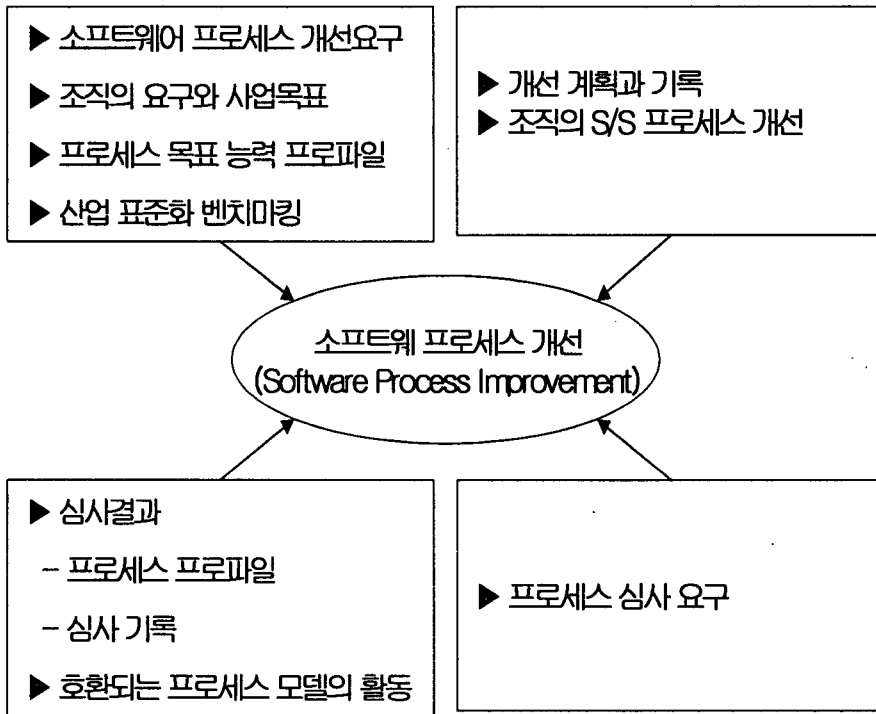 ▶ 소프트웨어 프로세스 개선요구
▶ 조직의 요구와 사업목표
▶ 프로세스 목표 능력 프로파일
▶ 산업 표준화 벤치마킹
▶ 개선 계획과 기록
▶ 조직의 S/S 프로세스 개선
소프트웨 프로세스 개선
(Software Process Improvement)
▶ 심사결과
- 프로세스 프로파일
- 심사 기록
▶ 호환되는 프로세스 모델의 활동
▶ 프로세스 심사 요구